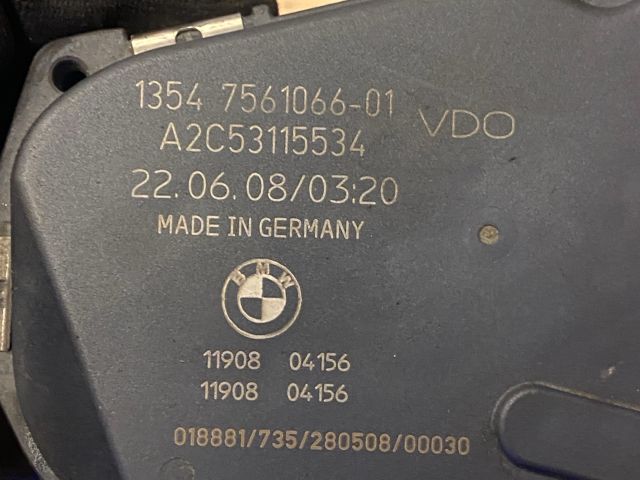 1354 7561066-01
VDO
A2C53115534
22.06.08/03:20
MADE IN GERMANY
BMW
11908 04156
11908 04156
018881/735/280508/00030